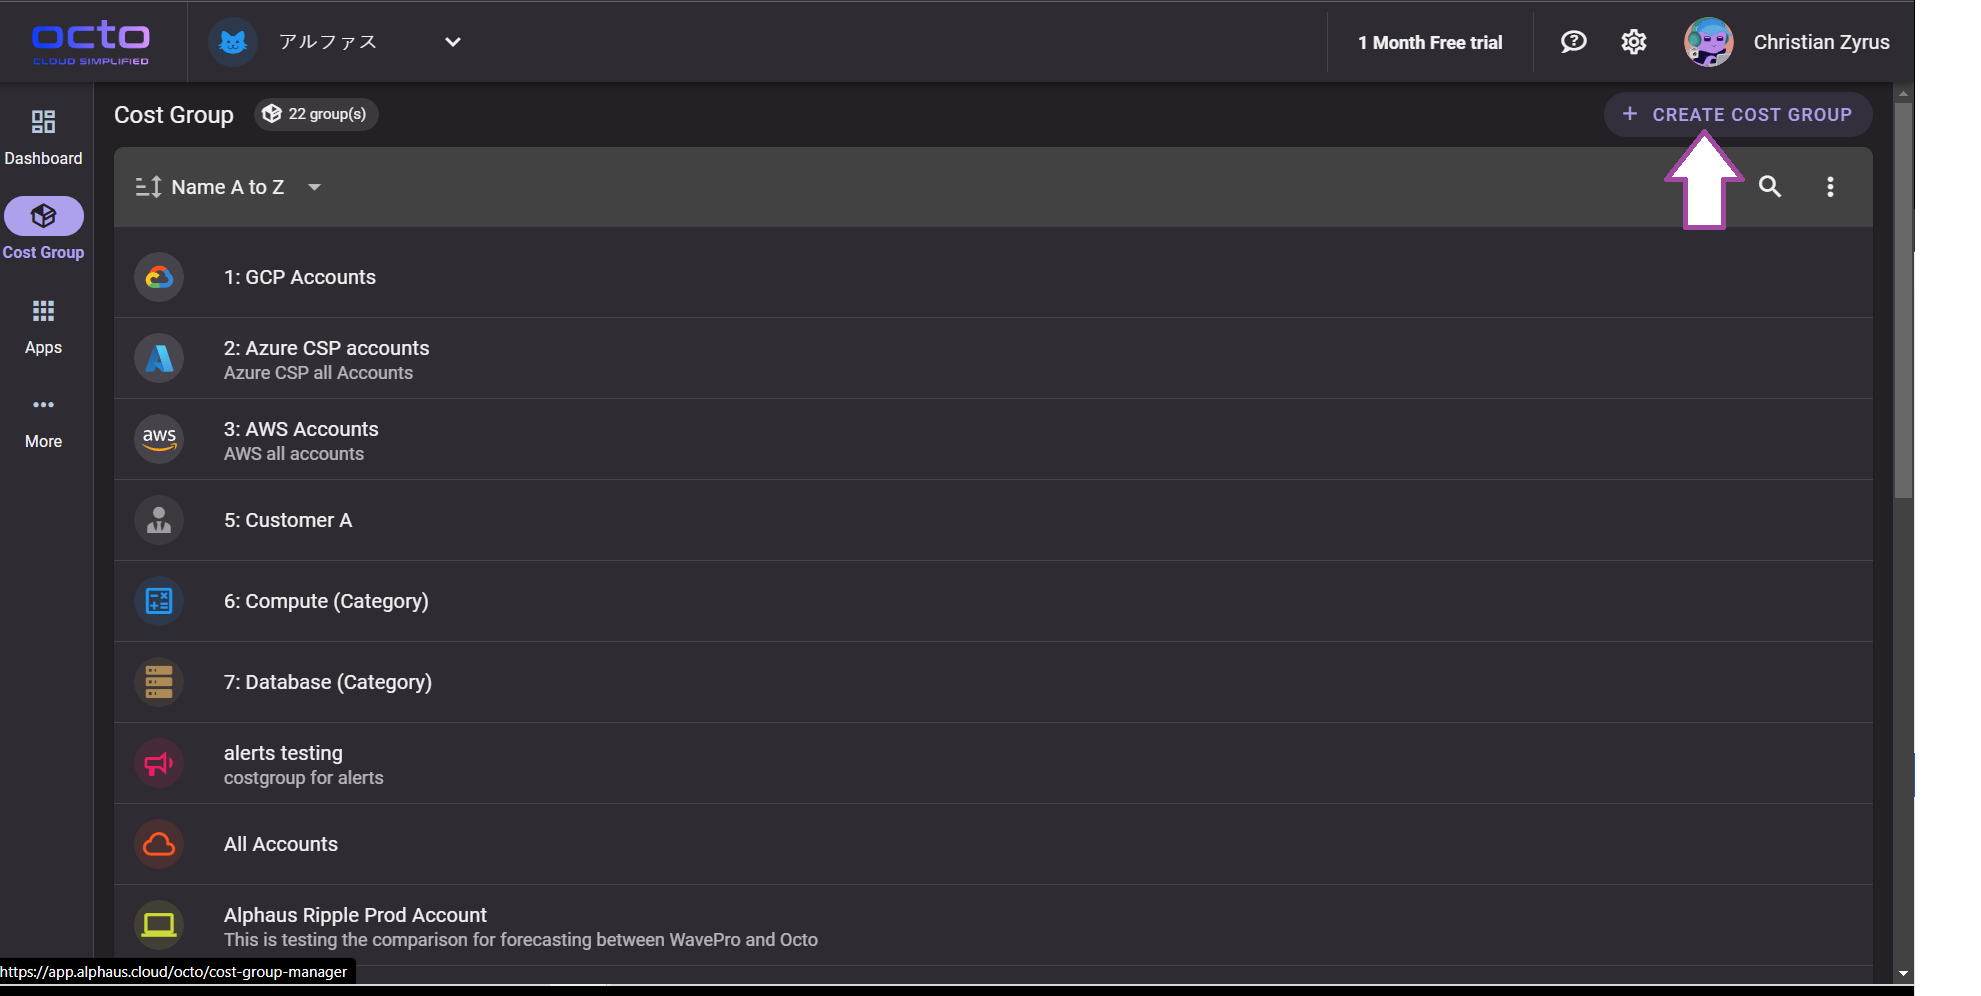 octo
CLOUD SIMPLIFIED
アルファス
1 Month Free trial
Christian Zyrus
Dashboard
Cost Group
Apps
More
Cost Group
22 group(s)
+ CREATE COST GROUP
Name A to Z
1: GCP Accounts
2: Azure CSP accounts
Azure CSP all Accounts
aws
3: AWS Accounts
AWS all accounts
5: Customer A
6: Compute (Category)
7: Database (Category)
alerts testing
costgroup for alerts
All Accounts
Alphaus Ripple Prod Account
This is testing the comparison for forecasting between WavePro and Octo
https://app.alphaus.cloud/octo/cost-group-manager